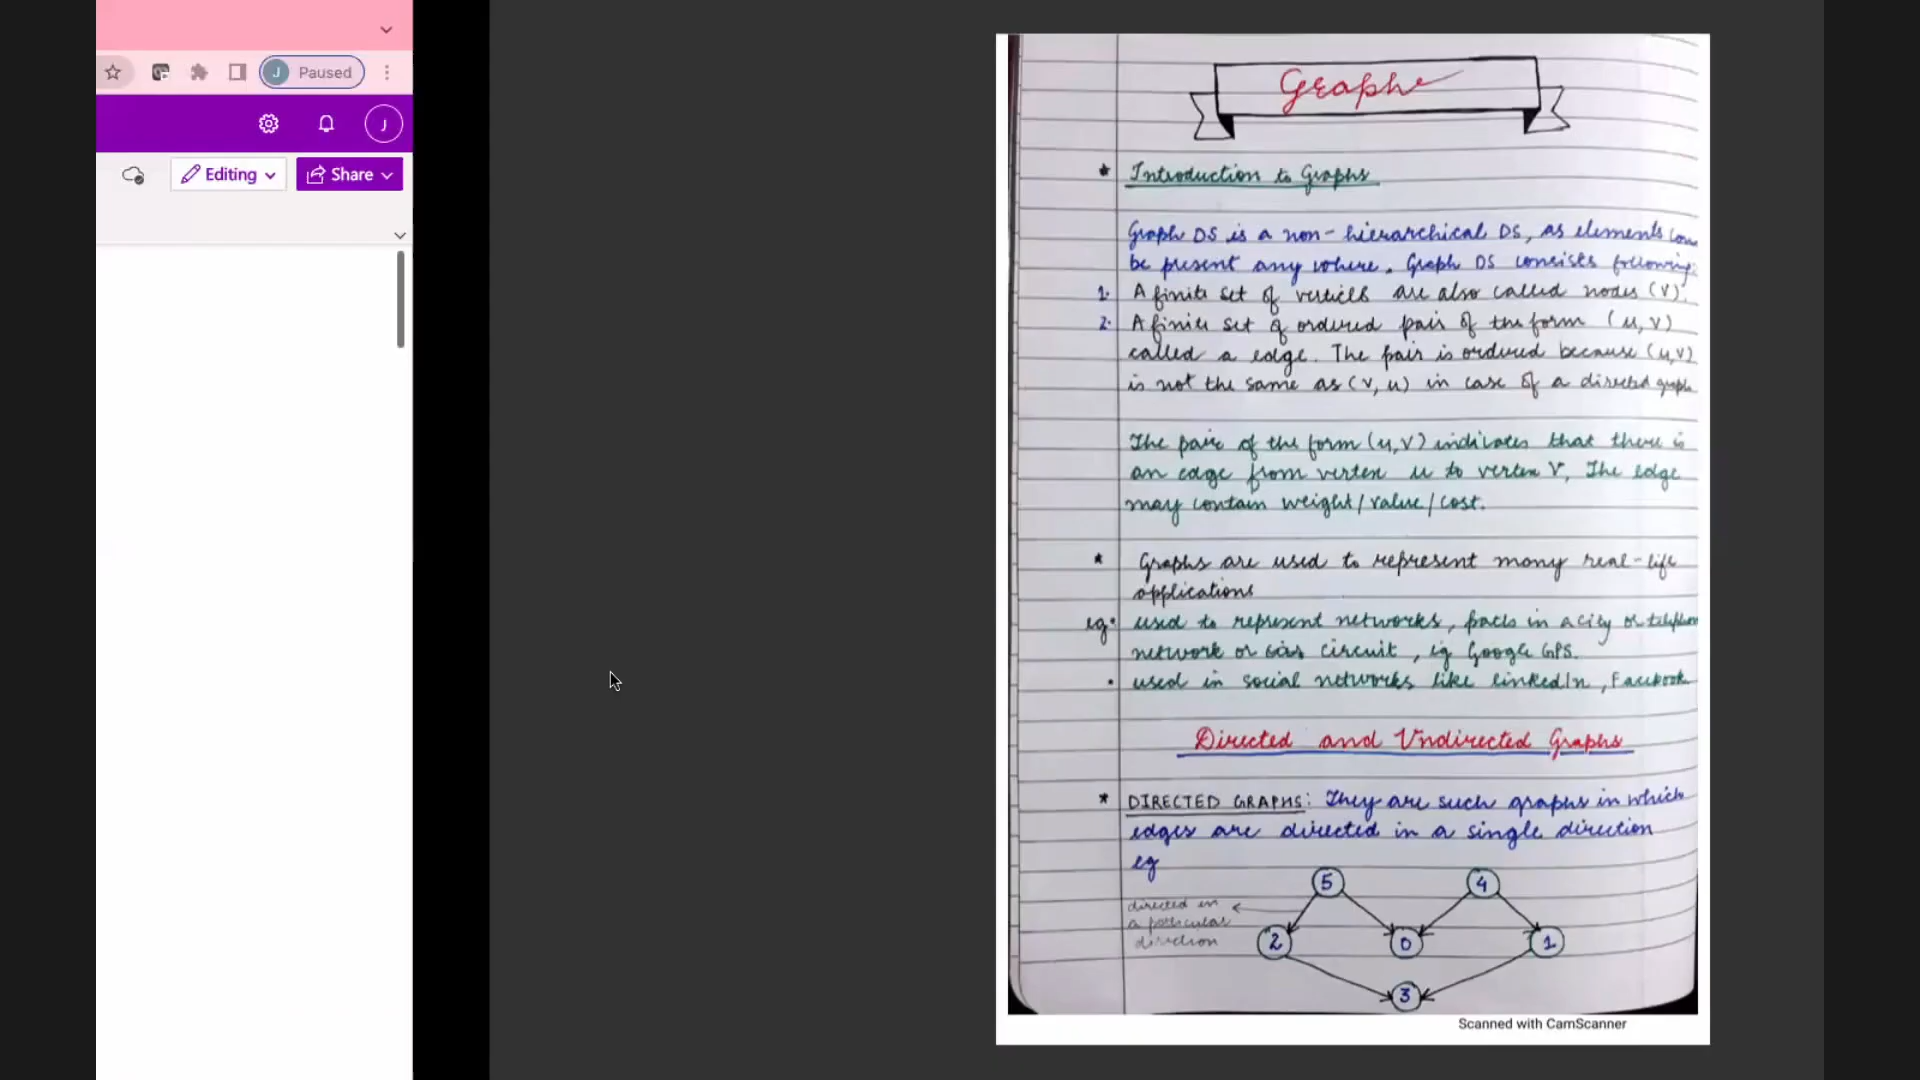 J Paused
J
Editing
Share
Graph
* Introduction to Graphs
Graph DS is a non-hierarchical DS, as elements can
be present any where. Graph DS consists following:
1. A finite set of vertices are also called nodes (V).
2. A finite set of ordered pair of the form (u,v)
called a edge. The pair is ordered because (u,v)
is not the same as (v,u) in case of a directed graph
The pair of the form (u,v) indicates that there is
an edge from vertex u to vertex V, The edge
may contain weight/value/cost.
* Graphs are used to represent many real-life
applications
eg. used to represent networks, paths in a city or telephon
network or circuit, eg Google GPS.
. used in social networks like linkedIn, Facebook
Directed and Undirected Graphs
* DIRECTED GRAPHS: They are such graphs in which
edges are directed in a single direction
eg
5 4
directed in
a particular
direction
2 0 1
3
Scanned with CamScanner